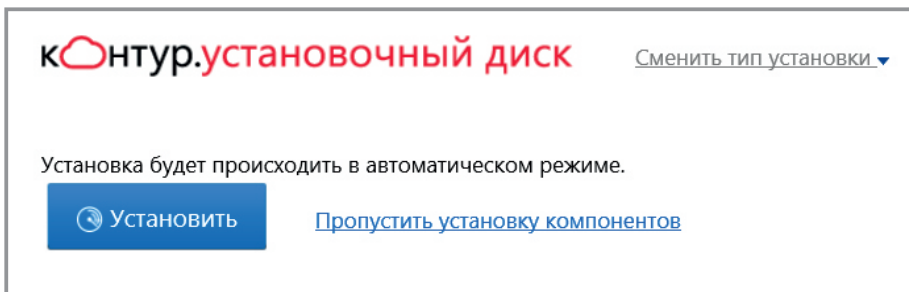 контур.установочный диск
Сменить тип установки
Установка будет происходить в автоматическом режиме.
Установить
Пропустить установку компонентов